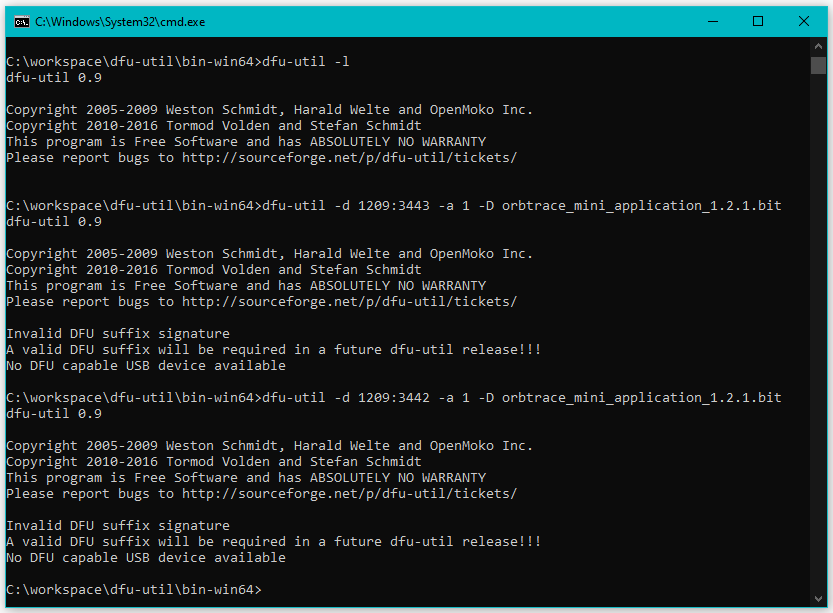 C:\Windows\System32\cmd.exe
C:\workspace\dfu-util\bin-win64>dfu-util -l
dfu-util 0.9
Copyright 2005-2009 Weston Schmidt, Harald Welte and OpenMoko Inc.
Copyright 2010-2016 Tormod Volden and Stefan Schmidt
This program is Free Software and has ABSOLUTELY NO WARRANTY
Please report bugs to http://sourceforge.net/p/dfu-util/tickets/
C:\workspace\dfu-util\bin-win64>dfu-util -d 1209:3443 -a 1 -D orbtrace_mini_application_1.2.1.bit
dfu-util 0.9
Copyright 2005-2009 Weston Schmidt, Harald Welte and OpenMoko Inc.
Copyright 2010-2016 Tormod Volden and Stefan Schmidt
This program is Free Software and has ABSOLUTELY NO WARRANTY
Please report bugs to http://sourceforge.net/p/dfu-util/tickets/
Invalid DFU suffix signature
A valid DFU suffix will be required in a future dfu-util release!!!
No DFU capable USB device available
C:\workspace\dfu-util\bin-win64>dfu-util -d 1209:3442 -a 1 -D orbtrace_mini_application_1.2.1.bit
dfu-util 0.9
Copyright 2005-2009 Weston Schmidt, Harald Welte and OpenMoko Inc.
Copyright 2010-2016 Tormod Volden and Stefan Schmidt
This program is Free Software and has ABSOLUTELY NO WARRANTY
Please report bugs to http://sourceforge.net/p/dfu-util/tickets/
Invalid DFU suffix signature
A valid DFU suffix will be required in a future dfu-util release!!!
No DFU capable USB device available
C:\workspace\dfu-util\bin-win64>